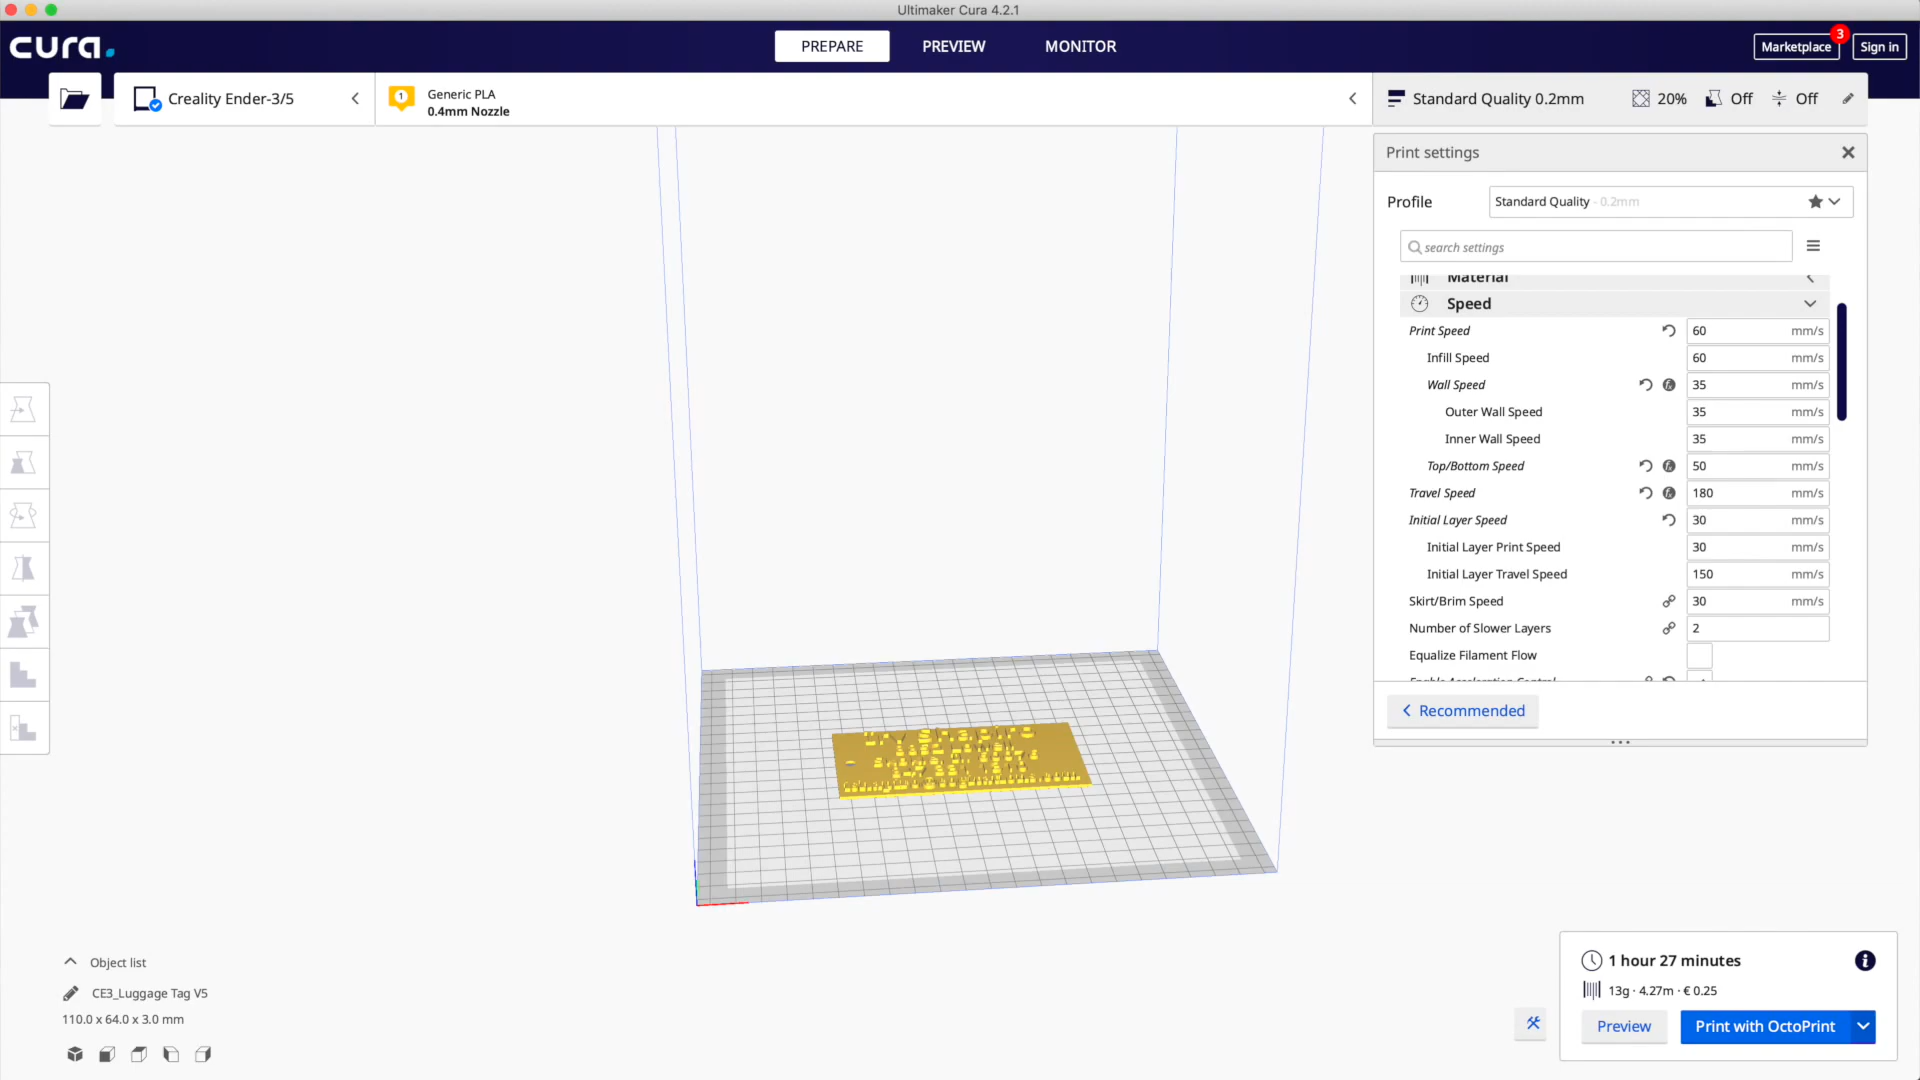 Ultimaker Cura 4.2.1
cura.
PREPARE
PREVIEW
MONITOR
Marketplace
3
Sign in
Creality Ender-3/5
1
Generic PLA
0.4mm Nozzle
Standard Quality 0.2mm
20%
Off
Off
Print settings
Profile
Standard Quality - 0.2mm
search settings
Material
Speed
Print Speed 60 mm/s
Infill Speed 60 mm/s
Wall Speed 35 mm/s
Outer Wall Speed 35 mm/s
Inner Wall Speed 35 mm/s
Top/Bottom Speed 50 mm/s
Travel Speed 180 mm/s
Initial Layer Speed 30 mm/s
Initial Layer Print Speed 30 mm/s
Initial Layer Travel Speed 150 mm/s
Skirt/Brim Speed 30 mm/s
Number of Slower Layers 2
Equalize Filament Flow
Enable Acceleration Control
Recommended
Object list
CE3_Luggage Tag V5
110.0 x 64.0 x 3.0 mm
1 hour 27 minutes
13g · 4.27m · € 0.25
Preview
Print with OctoPrint